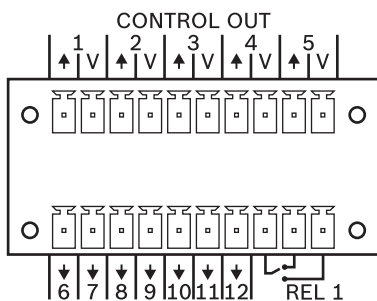 CONTROL OUT
1 2 3 4 5
V V V V V
6 7 8 9 10 11 12 REL 1